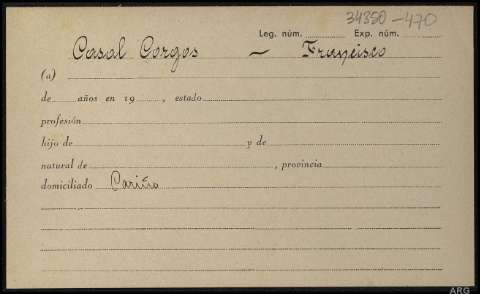 34350-470
Leg. núm. Exp. núm.
Casal Corgos - Francisco
(a)
de años en 19 , estado
profesión
hijo de y de
natural de , provincia
domiciliado Cariño
ARG